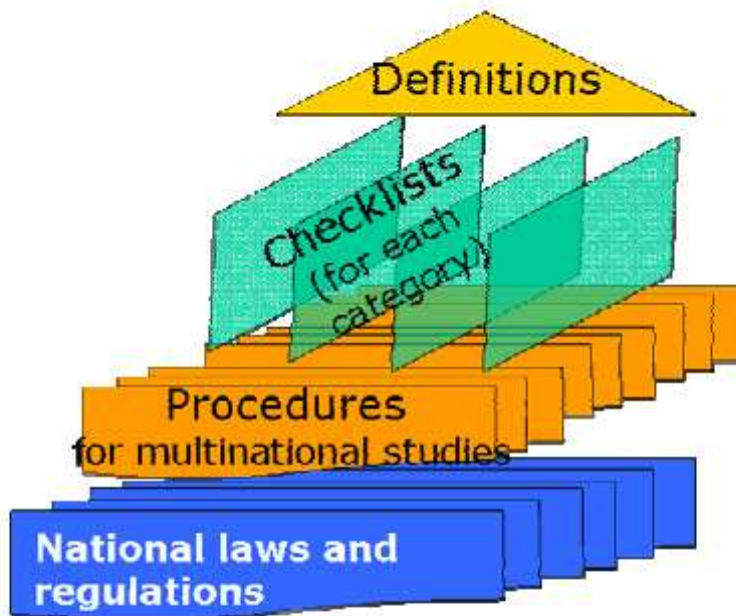 Definitions
Checklists
(for each
category)
Procedures
for multinational studies
National laws and
regulations